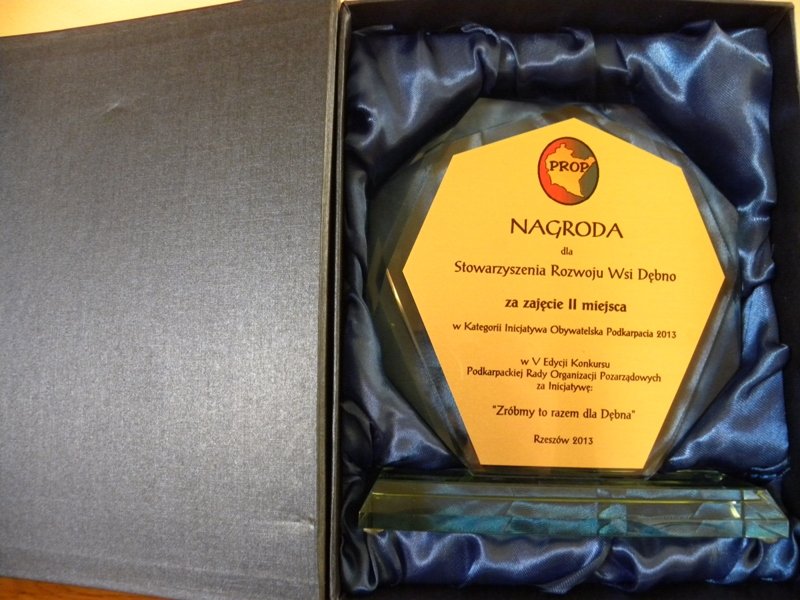 PROP
NAGRODA
dla
Stowarzyszenia Rozwoju Wsi Dębno
za zajęcie II miejsca
w Kategorii Inicjatywa Obywatelska Podkarpacia 2013
w V Edycji Konkursu
Podkarpackiej Rady Organizacji Pozarządowych
za Inicjatywę:
"Zróbmy to razem dla Dębna"
Rzeszów 2013